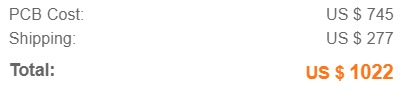 PCB Cost: US $ 745
Shipping: US $ 277
Total: US $ 1022